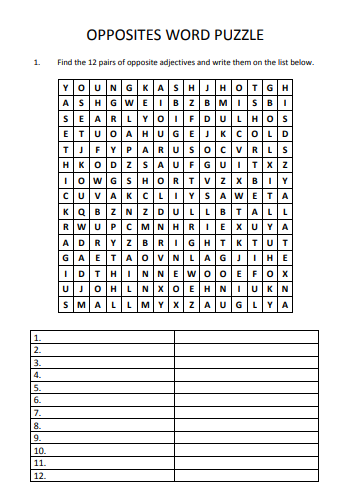 OPPOSITES WORD PUZZLE
1. Find the 12 pairs of opposite adjectives and write them on the list below.
Y O U N G K A S H J H O T G H
A S H G W E I B Z B M I S B I
S E A R L Y O I F D U L H O S
E T U O A H U G E J K C O L D
T J F Y P A R U S O C V R L S
H K O D Z S A U F G U I T X Z
I O W G S H O R T V Z X B I Y
C U V A K C L I Y S A W E T A
K Q B Z N Z D U L L B T A L L
R W U P C M N H R I E X U Y A
A D R Y Z B R I G H T K T U T
G A E T A O V N L A G J I H E
I D T H I N N E W O O E F O X
U J O H L N X O E H N I U K N
S M A L L M Y X Z A U G L Y A
1.
2.
3.
4.
5.
6.
7.
8.
9.
10.
11.
12.